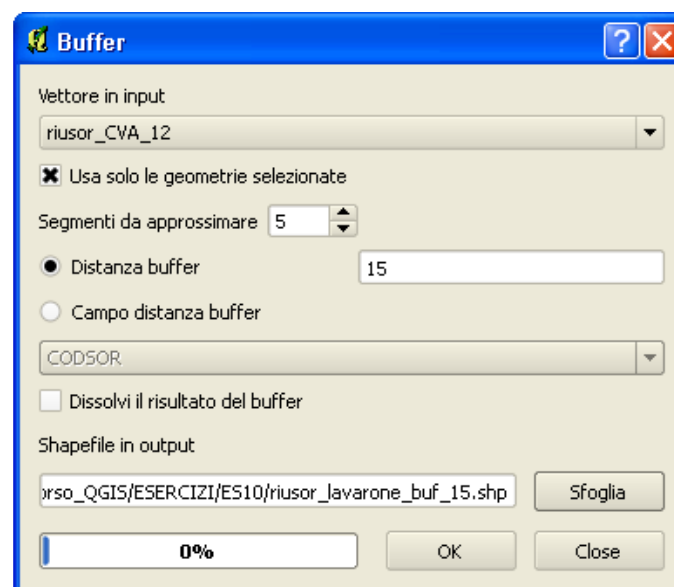 Buffer
Vettore in input
riusor_CVA_12
Usa solo le geometrie selezionate
Segmenti da approssimare 5
Distanza buffer 15
Campo distanza buffer
CODSOR
Dissolvi il risultato del buffer
Shapefile in output
orso_QGIS/ESERCIZI/ES10/riusor_lavarone_buf_15.shp Sfoglia
0% OK Close